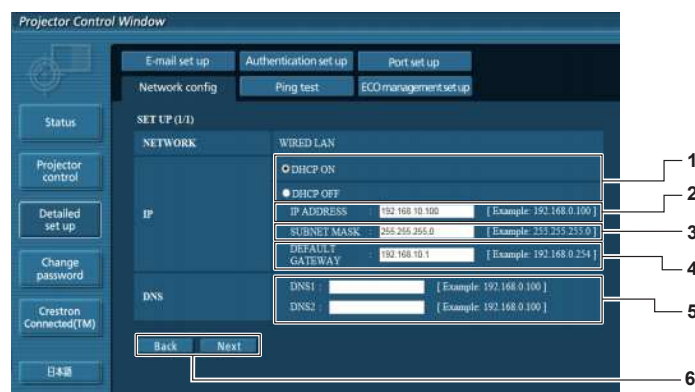 Projector Control Window
E-mail set up
Authentication set up
Port set up
Network config
Ping test
ECO management set up
Status
Projector control
Detailed set up
Change password
Crestron Connected(TM)
日本語
SET UP (1/1)
NETWORK
WIRED LAN
IP
DHCP ON
DHCP OFF
IP ADDRESS : 192.168.10.100 [ Example: 192.168.0.100 ]
SUBNET MASK : 255.255.255.0 [ Example: 255.255.255.0 ]
DEFAULT GATEWAY : 192.168.10.1 [ Example: 192.168.0.254 ]
DNS
DNS1 : [ Example: 192.168.0.100 ]
DNS2 : [ Example: 192.168.0.100 ]
Back Next
1
2
3
4
5
6